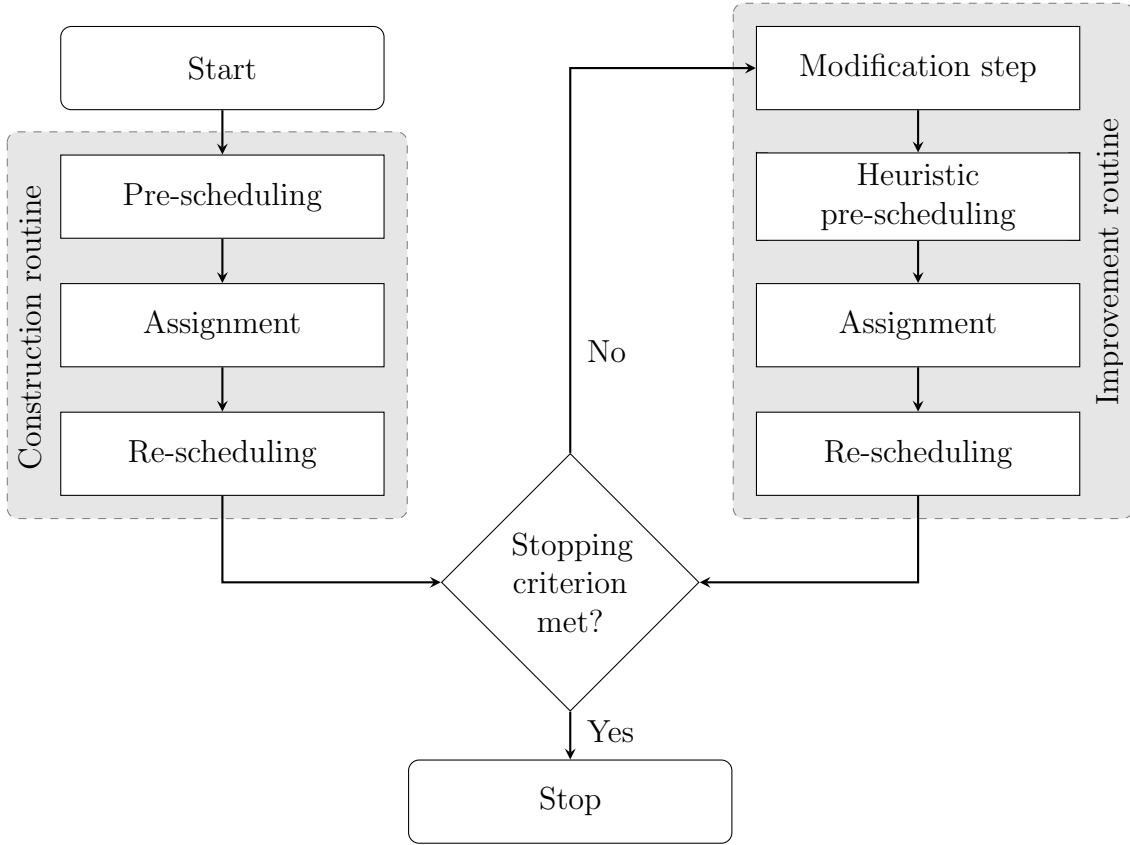 Start
Construction routine
Pre-scheduling
Assignment
Re-scheduling
Stopping
criterion
met?
No
Yes
Stop
Improvement routine
Modification step
Heuristic
pre-scheduling
Assignment
Re-scheduling